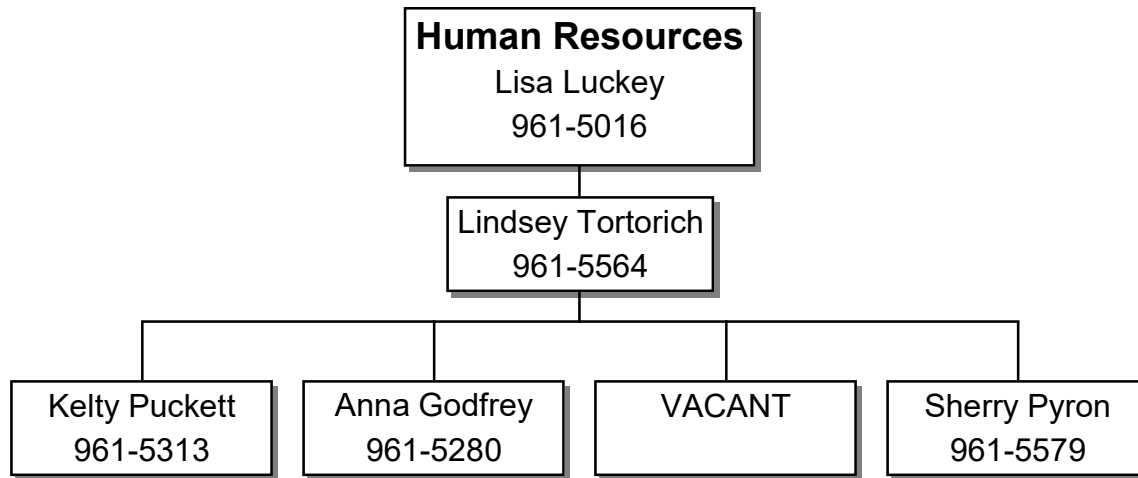 Human Resources
Lisa Luckey
961-5016
Lindsey Tortorich
961-5564
Kelty Puckett
961-5313
Anna Godfrey
961-5280
VACANT
Sherry Pyron
961-5579